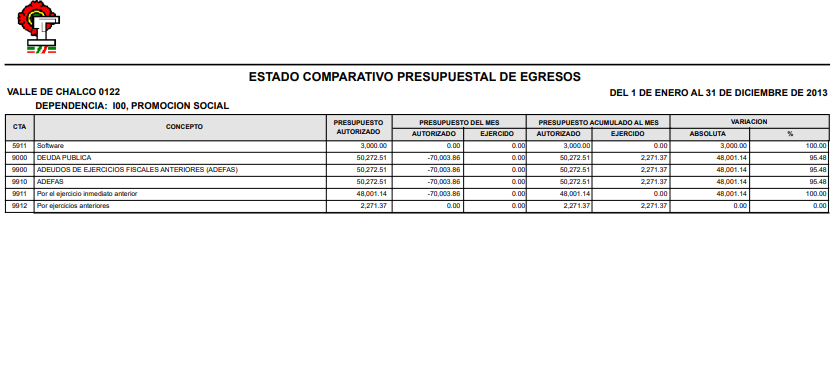 ESTADO COMPARATIVO PRESUPUESTAL DE EGRESOS
VALLE DE CHALCO 0122 DEL 1 DE ENERO AL 31 DE DICIEMBRE DE 2013
DEPENDENCIA: I00, PROMOCION SOCIAL
CTA CONCEPTO PRESUPUESTO AUTORIZADO PRESUPUESTO DEL MES PRESUPUESTO ACUMULADO AL MES VARIACION
AUTORIZADO EJERCIDO AUTORIZADO EJERCIDO ABSOLUTA %
5911 Software 3,000.00 0.00 0.00 3,000.00 0.00 3,000.00 100.00
9000 DEUDA PUBLICA 50,272.51 -70,003.86 0.00 50,272.51 2,271.37 48,001.14 95.48
9900 ADEUDOS DE EJERCICIOS FISCALES ANTERIORES (ADEFAS) 50,272.51 -70,003.86 0.00 50,272.51 2,271.37 48,001.14 95.48
9910 ADEFAS 50,272.51 -70,003.86 0.00 50,272.51 2,271.37 48,001.14 95.48
9911 Por el ejercicio inmediato anterior 48,001.14 -70,003.86 0.00 48,001.14 0.00 48,001.14 100.00
9912 Por ejercicios anteriores 2,271.37 0.00 0.00 2,271.37 2,271.37 0.00 0.00